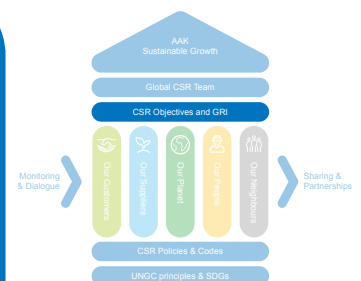 AAK
Sustainable Growth
Global CSR Team
CSR Objectives and GRI
Monitoring
& Dialogue
Our Customers
Our Suppliers
Our Planet
Our People
Our Neighbours
Sharing &
Partnerships
CSR Policies & Codes
UNGC principles & SDGs